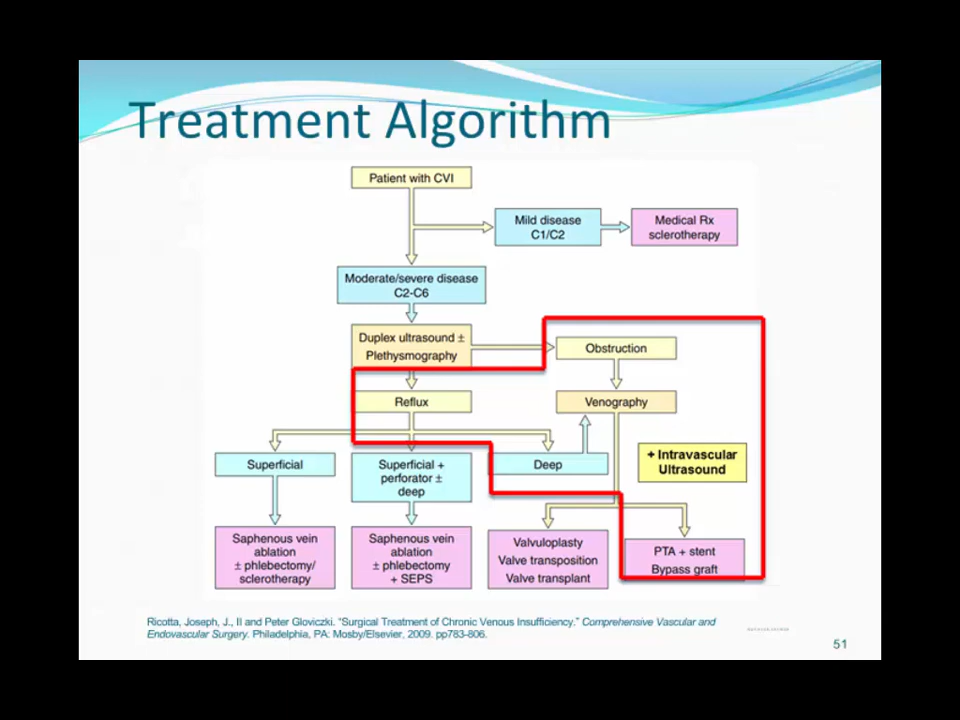 Treatment Algorithm
Patient with CVI
Mild disease
C1/C2
Medical Rx
sclerotherapy
Moderate/severe disease
C2-C6
Duplex ultrasound ±
Plethysmography
Obstruction
Reflux
Venography
+ Intravascular
Ultrasound
Superficial
Superficial +
perforator ±
deep
Deep
Saphenous vein
ablation
± phlebectomy/
sclerotherapy
Saphenous vein
ablation
± phlebectomy
+ SEPS
Valvuloplasty
Valve transposition
Valve transplant
PTA + stent
Bypass graft
Ricotta, Joseph, J., II and Peter Gloviczki. "Surgical Treatment of Chronic Venous Insufficiency." Comprehensive Vascular and
Endovascular Surgery. Philadelphia, PA: Mosby/Elsevier, 2009. pp783-806.
51